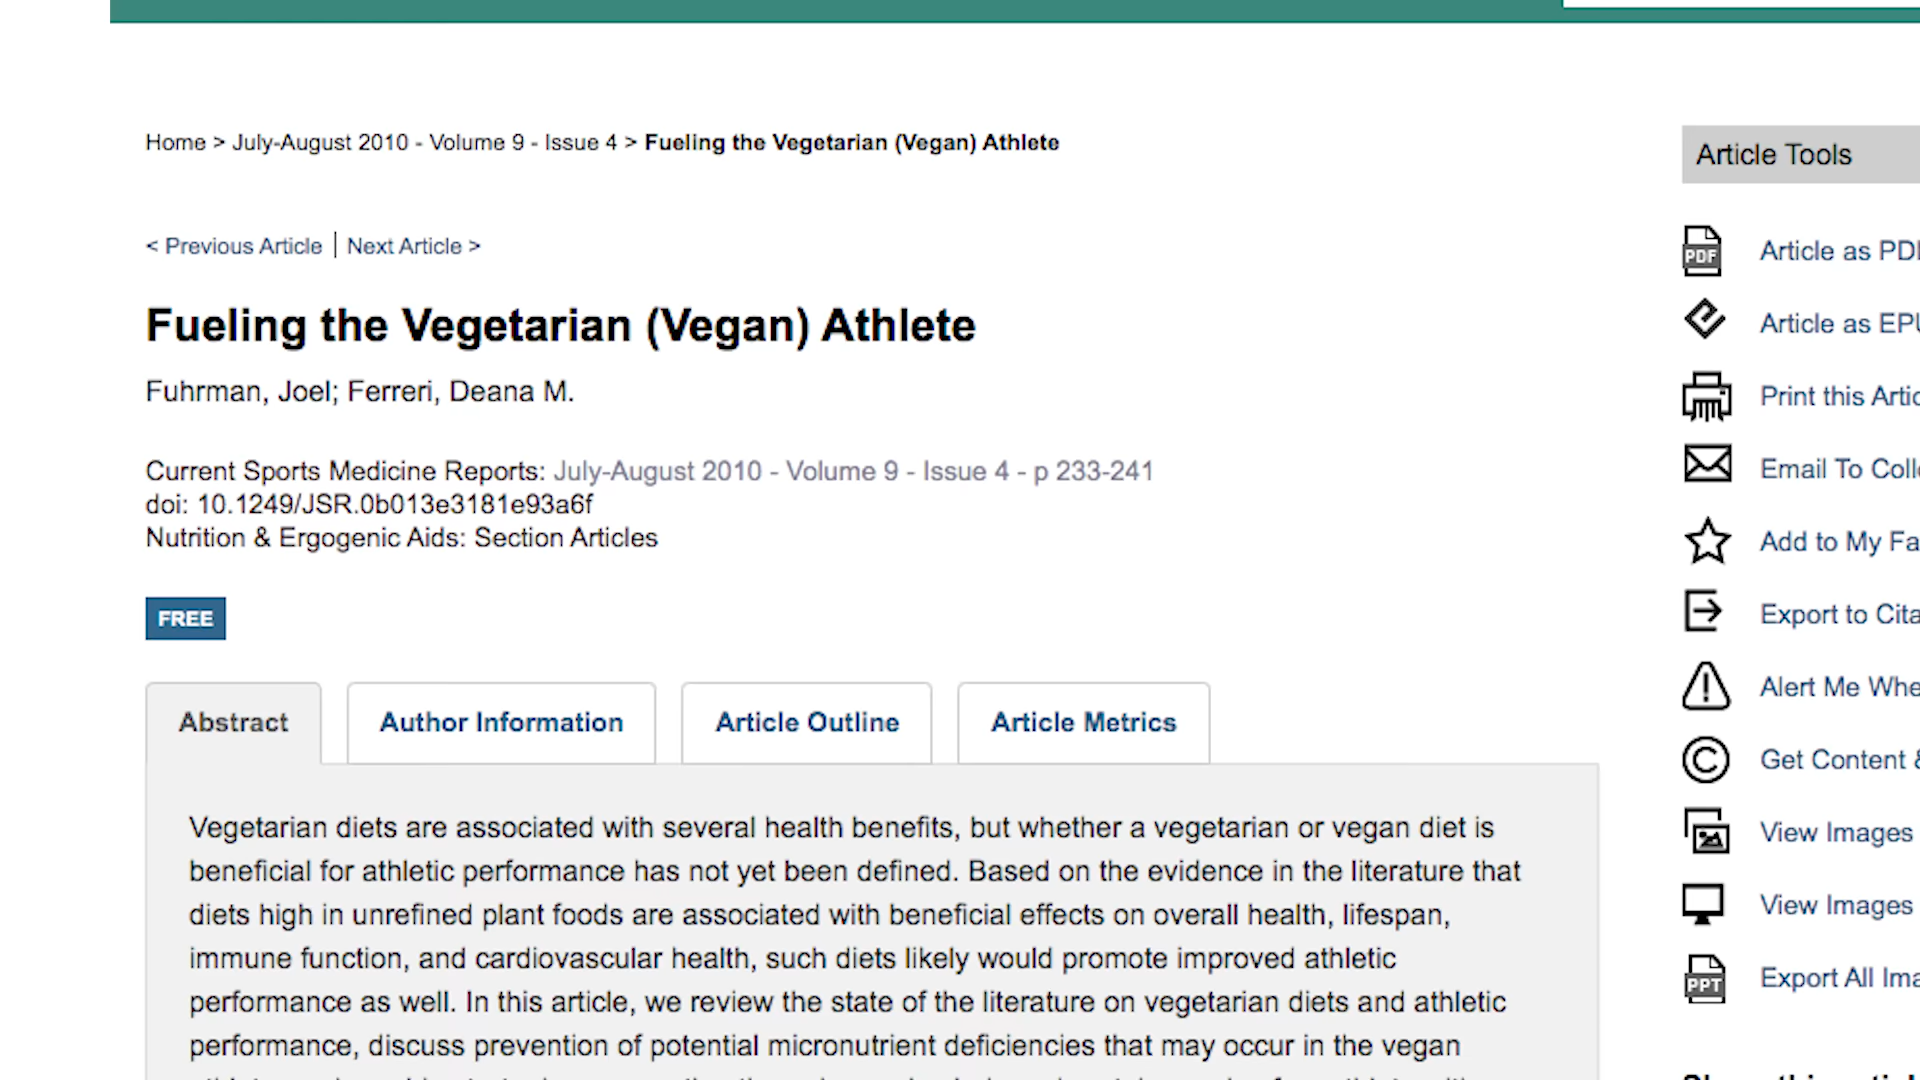 Home > July-August 2010 - Volume 9 - Issue 4 > Fueling the Vegetarian (Vegan) Athlete
Article Tools
< Previous Article | Next Article >
Fueling the Vegetarian (Vegan) Athlete
Fuhrman, Joel; Ferreri, Deana M.
Current Sports Medicine Reports: July-August 2010 - Volume 9 - Issue 4 - p 233-241
doi: 10.1249/JSR.0b013e3181e93a6f
Nutrition & Ergogenic Aids: Section Articles
FREE
Abstract
Author Information
Article Outline
Article Metrics
Vegetarian diets are associated with several health benefits, but whether a vegetarian or vegan diet is
beneficial for athletic performance has not yet been defined. Based on the evidence in the literature that
diets high in unrefined plant foods are associated with beneficial effects on overall health, lifespan,
immune function, and cardiovascular health, such diets likely would promote improved athletic
performance as well. In this article, we review the state of the literature on vegetarian diets and athletic
performance, discuss prevention of potential micronutrient deficiencies that may occur in the vegan
PDF
Article as
Article as
Print this
Email To
Add to My
Export to
Alert Me
©
Get Content
View Images
View Images
PPT
Export All